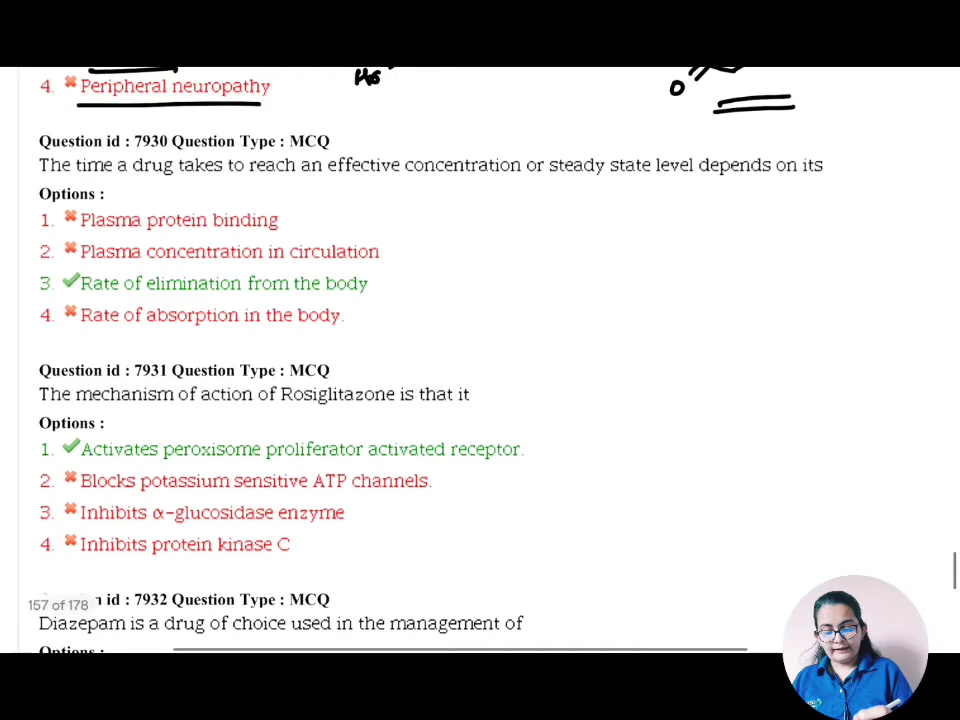 H₃
O
4. Peripheral neuropathy
Question id : 7930 Question Type : MCQ
The time a drug takes to reach an effective concentration or steady state level depends on its
Options :
1. Plasma protein binding
2. Plasma concentration in circulation
3. Rate of elimination from the body
4. Rate of absorption in the body.
Question id : 7931 Question Type : MCQ
The mechanism of action of Rosiglitazone is that it
Options :
1. Activates peroxisome proliferator activated receptor.
2. Blocks potassium sensitive ATP channels.
3. Inhibits α-glucosidase enzyme
4. Inhibits protein kinase C
157 of 178
id : 7932 Question Type : MCQ
Diazepam is a drug of choice used in the management of
Options :